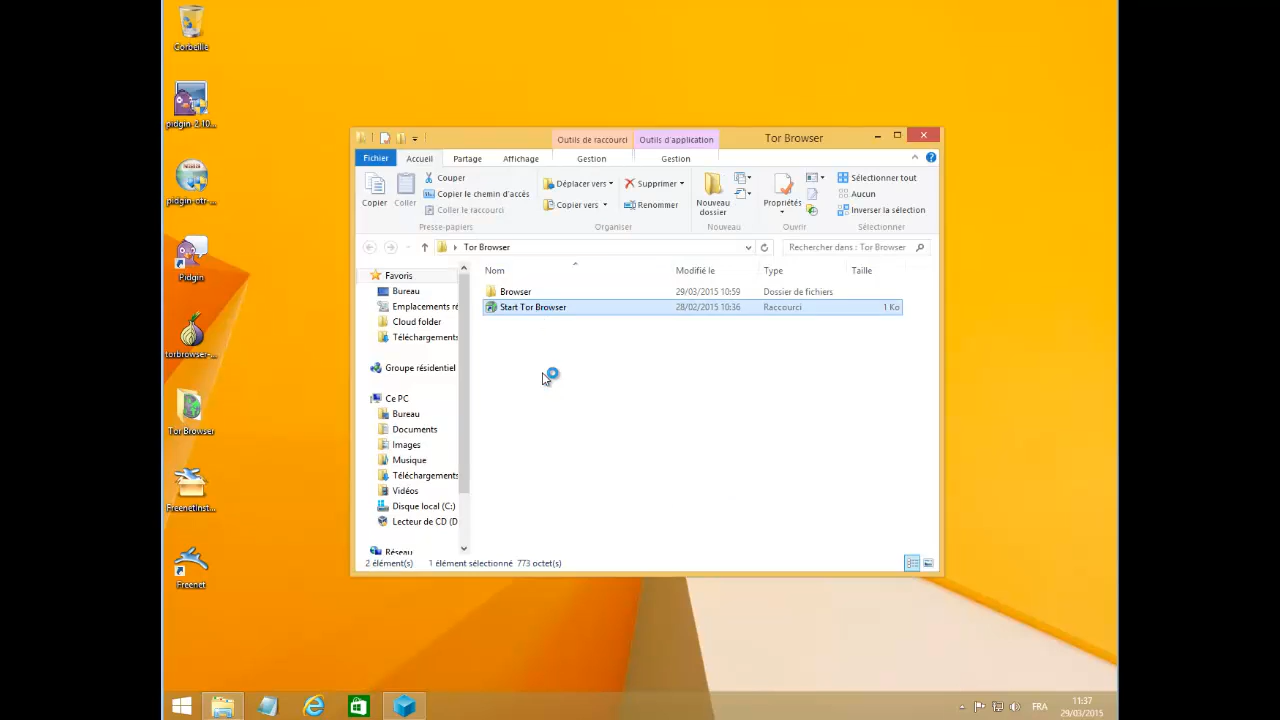 Corbeille
pidgin-2.10...
pidgin-otr-...
Pidgin
torbrowser-...
Tor Browser
FreenetInst...
Freenet
Outils de raccourci Outils d'application Tor Browser
Fichier Accueil Partage Affichage Gestion Gestion
Copier
Coller
Couper
Copier le chemin d'accès
Coller le raccourci
Presse-papiers
Déplacer vers
Copier vers
Supprimer
Renommer
Organiser
Nouveau
dossier
Nouveau
Propriétés
Ouvrir
Sélectionner tout
Aucun
Inverser la sélection
Sélectionner
Tor Browser
Rechercher dans : Tor Browser
Favoris
Bureau
Emplacements ré
Cloud folder
Téléchargements
Groupe résidentiel
Ce PC
Bureau
Documents
Images
Musique
Téléchargements
Vidéos
Disque local (C:)
Lecteur de CD (D
Réseau
Nom Modifié le Type Taille
Browser 29/03/2015 10:59 Dossier de fichiers
Start Tor Browser 28/02/2015 10:36 Raccourci 1 Ko
2 élément(s) 1 élément sélectionné 773 octet(s)
FRA
11:37
29/03/2015